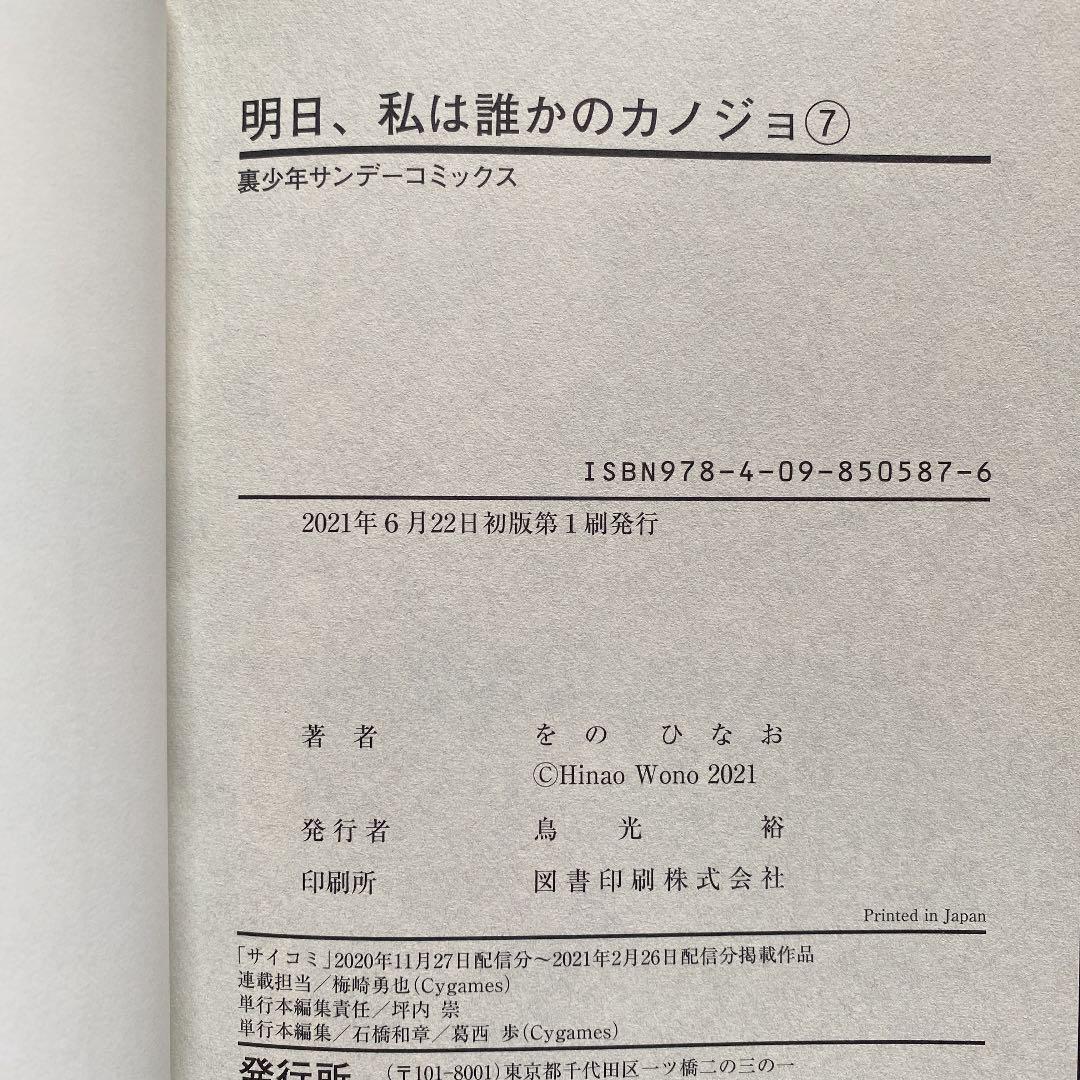 明日、私は誰かのカノジョ⑦
裏少年サンデーコミックス
ISBN978-4-09-850587-6
2021年6月22日初版第1刷発行
著者 をのひなお
©Hinao Wono 2021
発行者 鳥光 裕
印刷所 図書印刷株式会社
Printed in Japan
「サイコミ」2020年11月27日配信分〜2021年2月26日配信分掲載作品
連載担当／梅崎勇也(Cygames)
単行本編集責任／坪内 崇
単行本編集／石橋和章／葛西 歩(Cygames)
発行所 (〒101-8001)東京都千代田区一ツ橋二の三の一